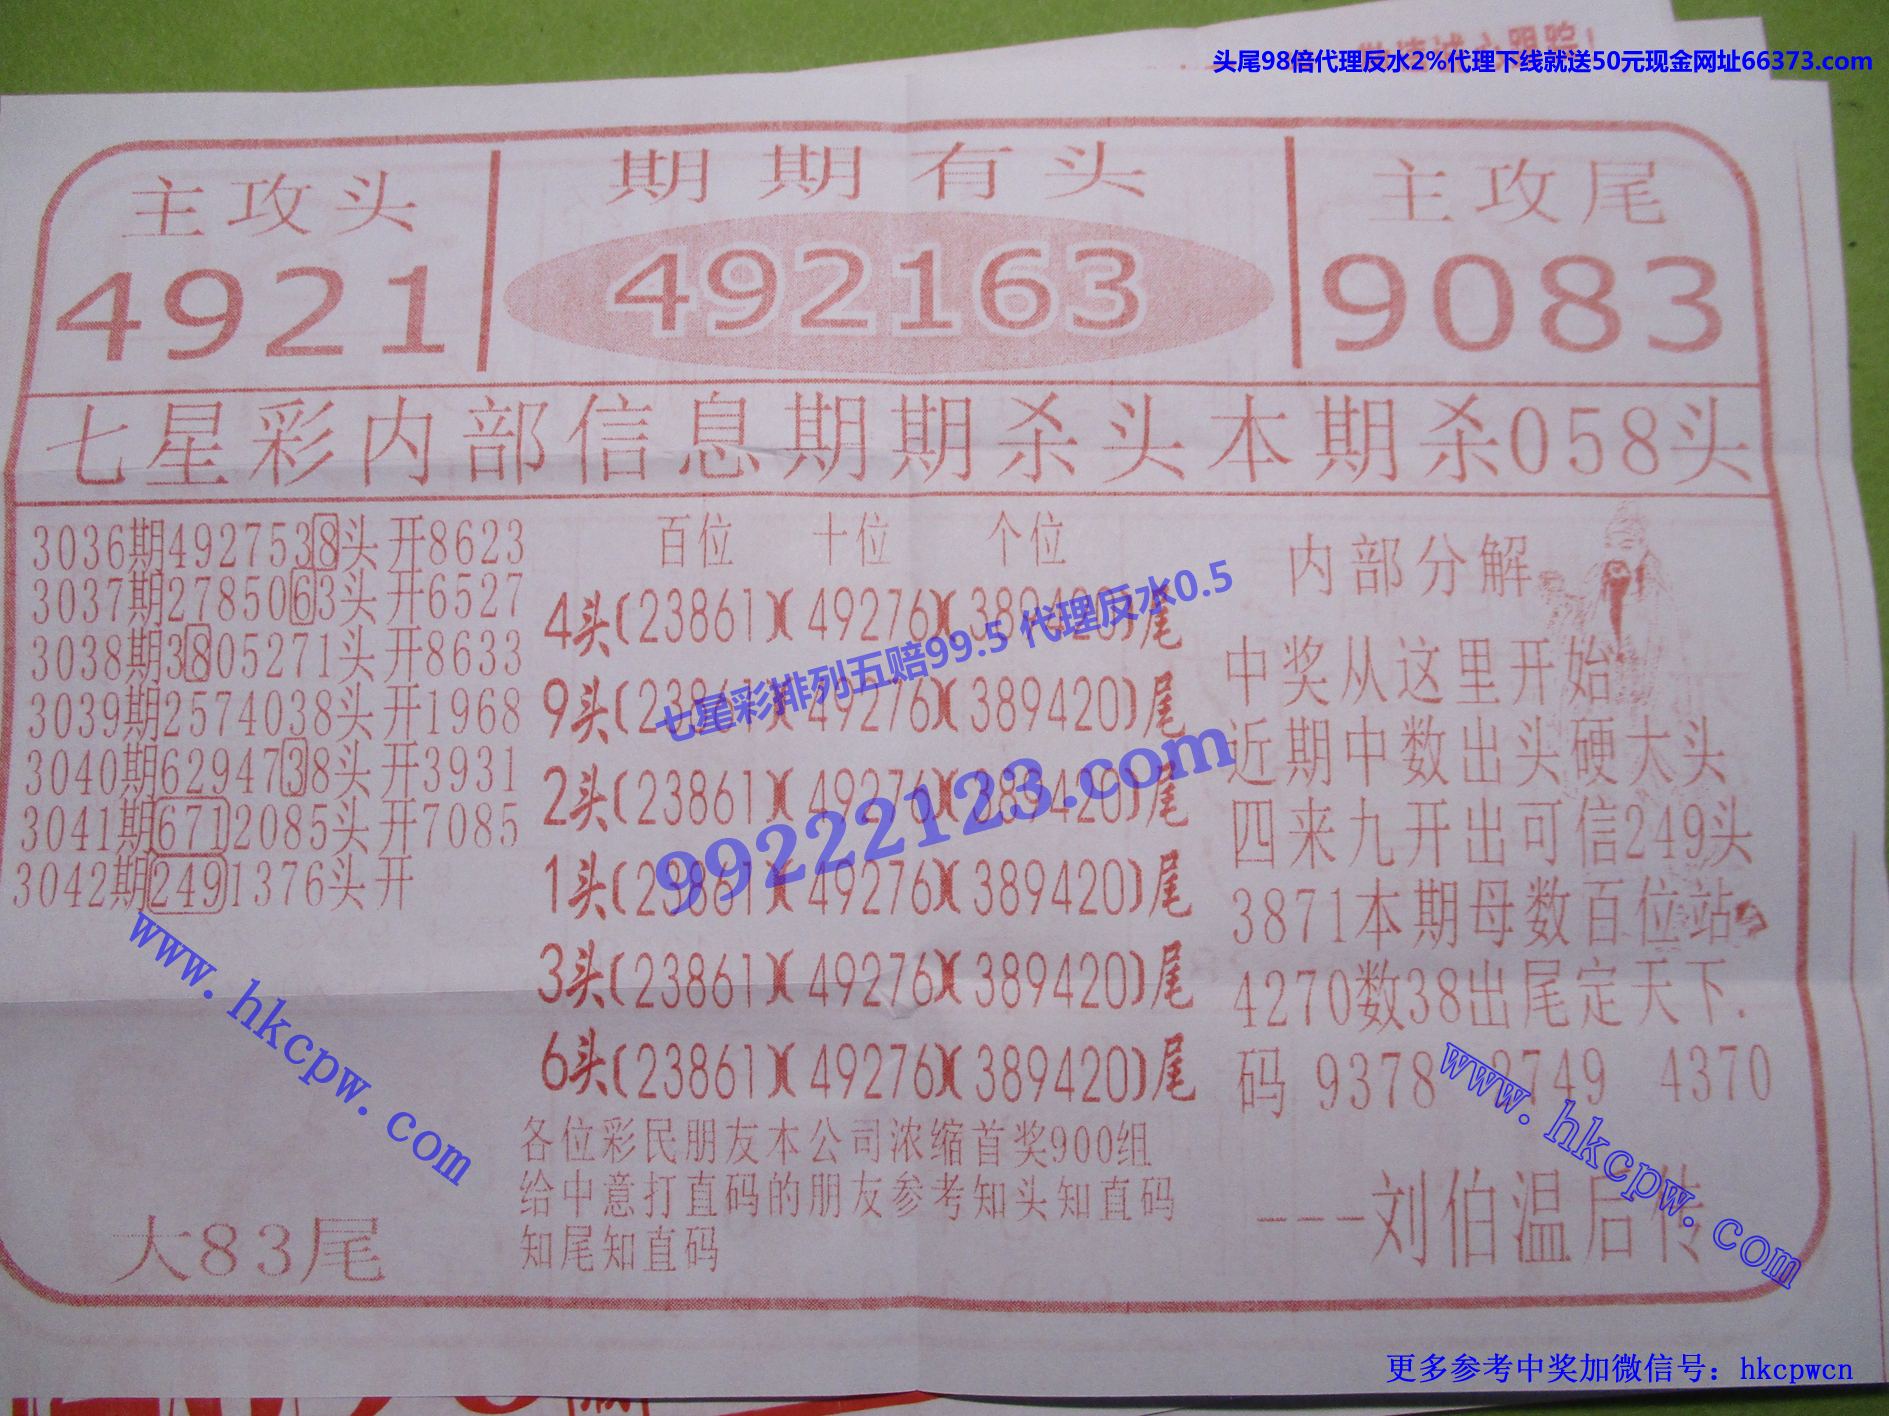 头尾98倍代理反水2%代理下线就送50元现金网址66373.com
主攻头
4921
期期有头
492163
主攻尾
9083
七星彩内部信息期期杀头本期杀058头
3036期4927538头开8623
3037期2785063头开6527
3038期3805271头开8633
3039期2574038头开1968
3040期6294738头开3931
3041期6712085头开7085
3042期2491376头开
大83尾
百位 十位 个位
4头(23861)(49276)(389420)尾
9头(23861)(49276)(389420)尾
2头(23861)(49276)(389420)尾
1头(23861)(49276)(389420)尾
3头(23861)(49276)(389420)尾
6头(23861)(49276)(389420)尾
各位彩民朋友本公司浓缩首奖900组
给中意打直码的朋友参考知头知直码
知尾知直码
内部分解
中奖从这里开始
近期中数出头硬大头
四来九开出可信249头
3871本期母数百位站
4270数38出尾定天下.
码 9378 2749 4370
---刘伯温后传
七星彩排列五赔99.5 代理反水0.5
99222123.com
www.hkcpw.com
www.hkcpw.com
更多参考中奖加微信号：hkcpwcn